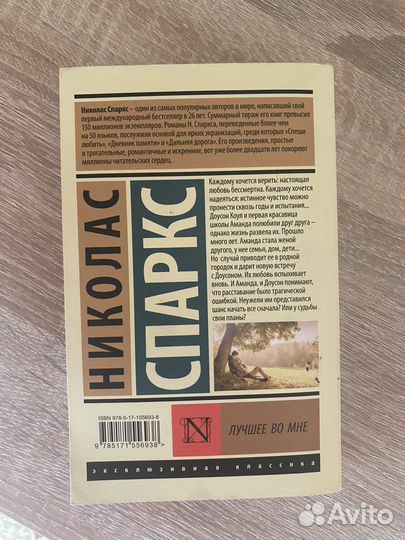 Николас Спаркс – один из самых популярных авторов в мире, написавший свой
первый международный бестселлер в 26 лет. Суммарный тираж его книг превысил
150 миллионов экземпляров. Романы Н. Спаркса, переведенные более чем
на 50 языков, послужили основой для ярких экранизаций, среди которых «Спеши
любить», «Дневник памяти» и «Дальняя дорога». Его произведения, простые
и трогательные, романтичные и искренние, вот уже более двадцати лет покоряют
миллионы читательских сердец.
НИКОЛАС
СПАРКС
Каждому хочется верить: настоящая
любовь бессмертна. Каждому хочется
надеяться: истинное чувство можно
пронести сквозь годы и испытания...
Доусон Коул и первая красавица
школы Аманда полюбили друг друга –
однако жизнь развела их. Прошло
много лет. Аманда стала женой
другого, у нее семья, дом, дети...
Но случай приводит ее в родной
городок и дарит новую встречу
с Доусоном. Их любовь вспыхивает
вновь. И Аманда, и Доусон понимают,
что расставание было трагической
ошибкой. Неужели им представился
шанс начать все сначала? Или у судьбы
свои планы?
ISBN 978-5-17-155693-8
9 785171 556938 >
N
ЛУЧШЕЕ ВО МНЕ
эксклюзивная классика
Avito